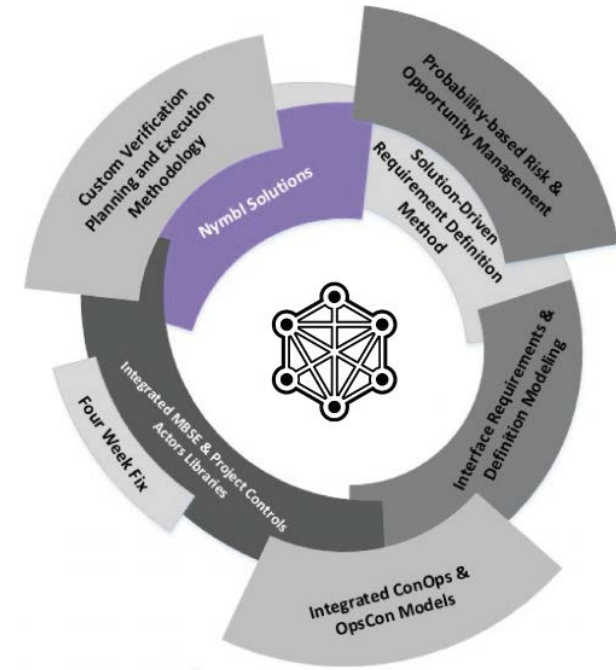 Custom Verification
Planning and Execution
Methodology
Nymbl Solutions
Probability-based Risk &
Opportunity Management
Solution-Driven
Requirement Definition
Method
Interface Requirements &
Definition Modeling
Integrated MBSE & Project Controls
Actors Libraries
Four Week Fix
Integrated ConOps &
OpsCon Models